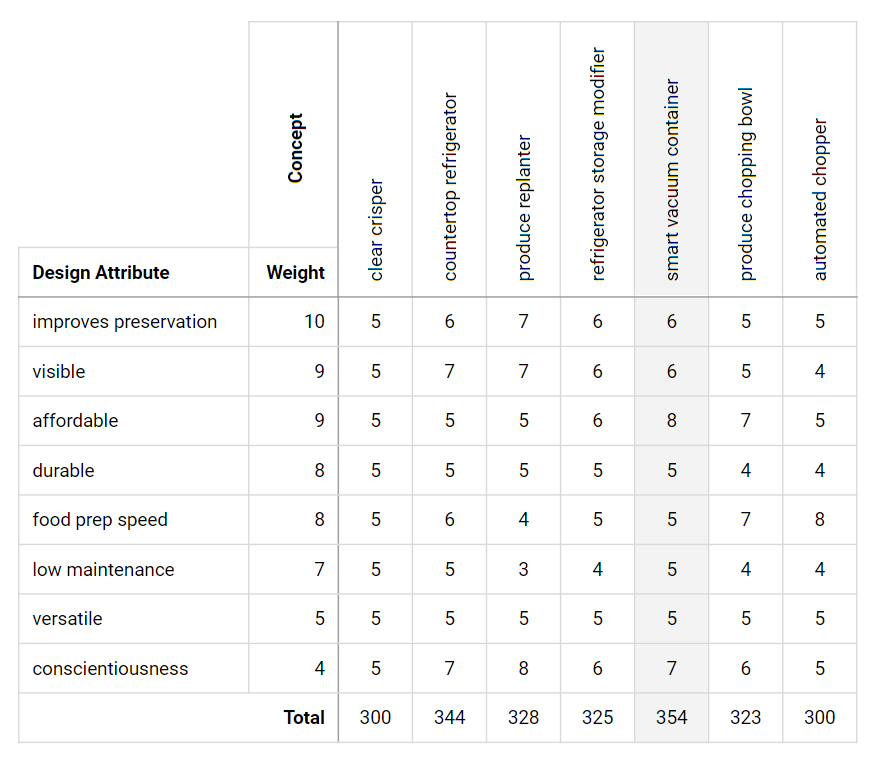 Concept clear crisper countertop refrigerator produce replanter refrigerator storage modifier smart vacuum container produce chopping bowl automated chopper
Design Attribute Weight
improves preservation 10 5 6 7 6 6 5 5
visible 9 5 7 7 6 6 5 4
affordable 9 5 5 5 6 8 7 5
durable 8 5 5 5 5 5 4 4
food prep speed 8 5 6 4 5 5 7 8
low maintenance 7 5 5 3 4 5 4 4
versatile 5 5 5 5 5 5 5 5
conscientiousness 4 5 7 8 6 7 6 5
Total 300 344 328 325 354 323 300